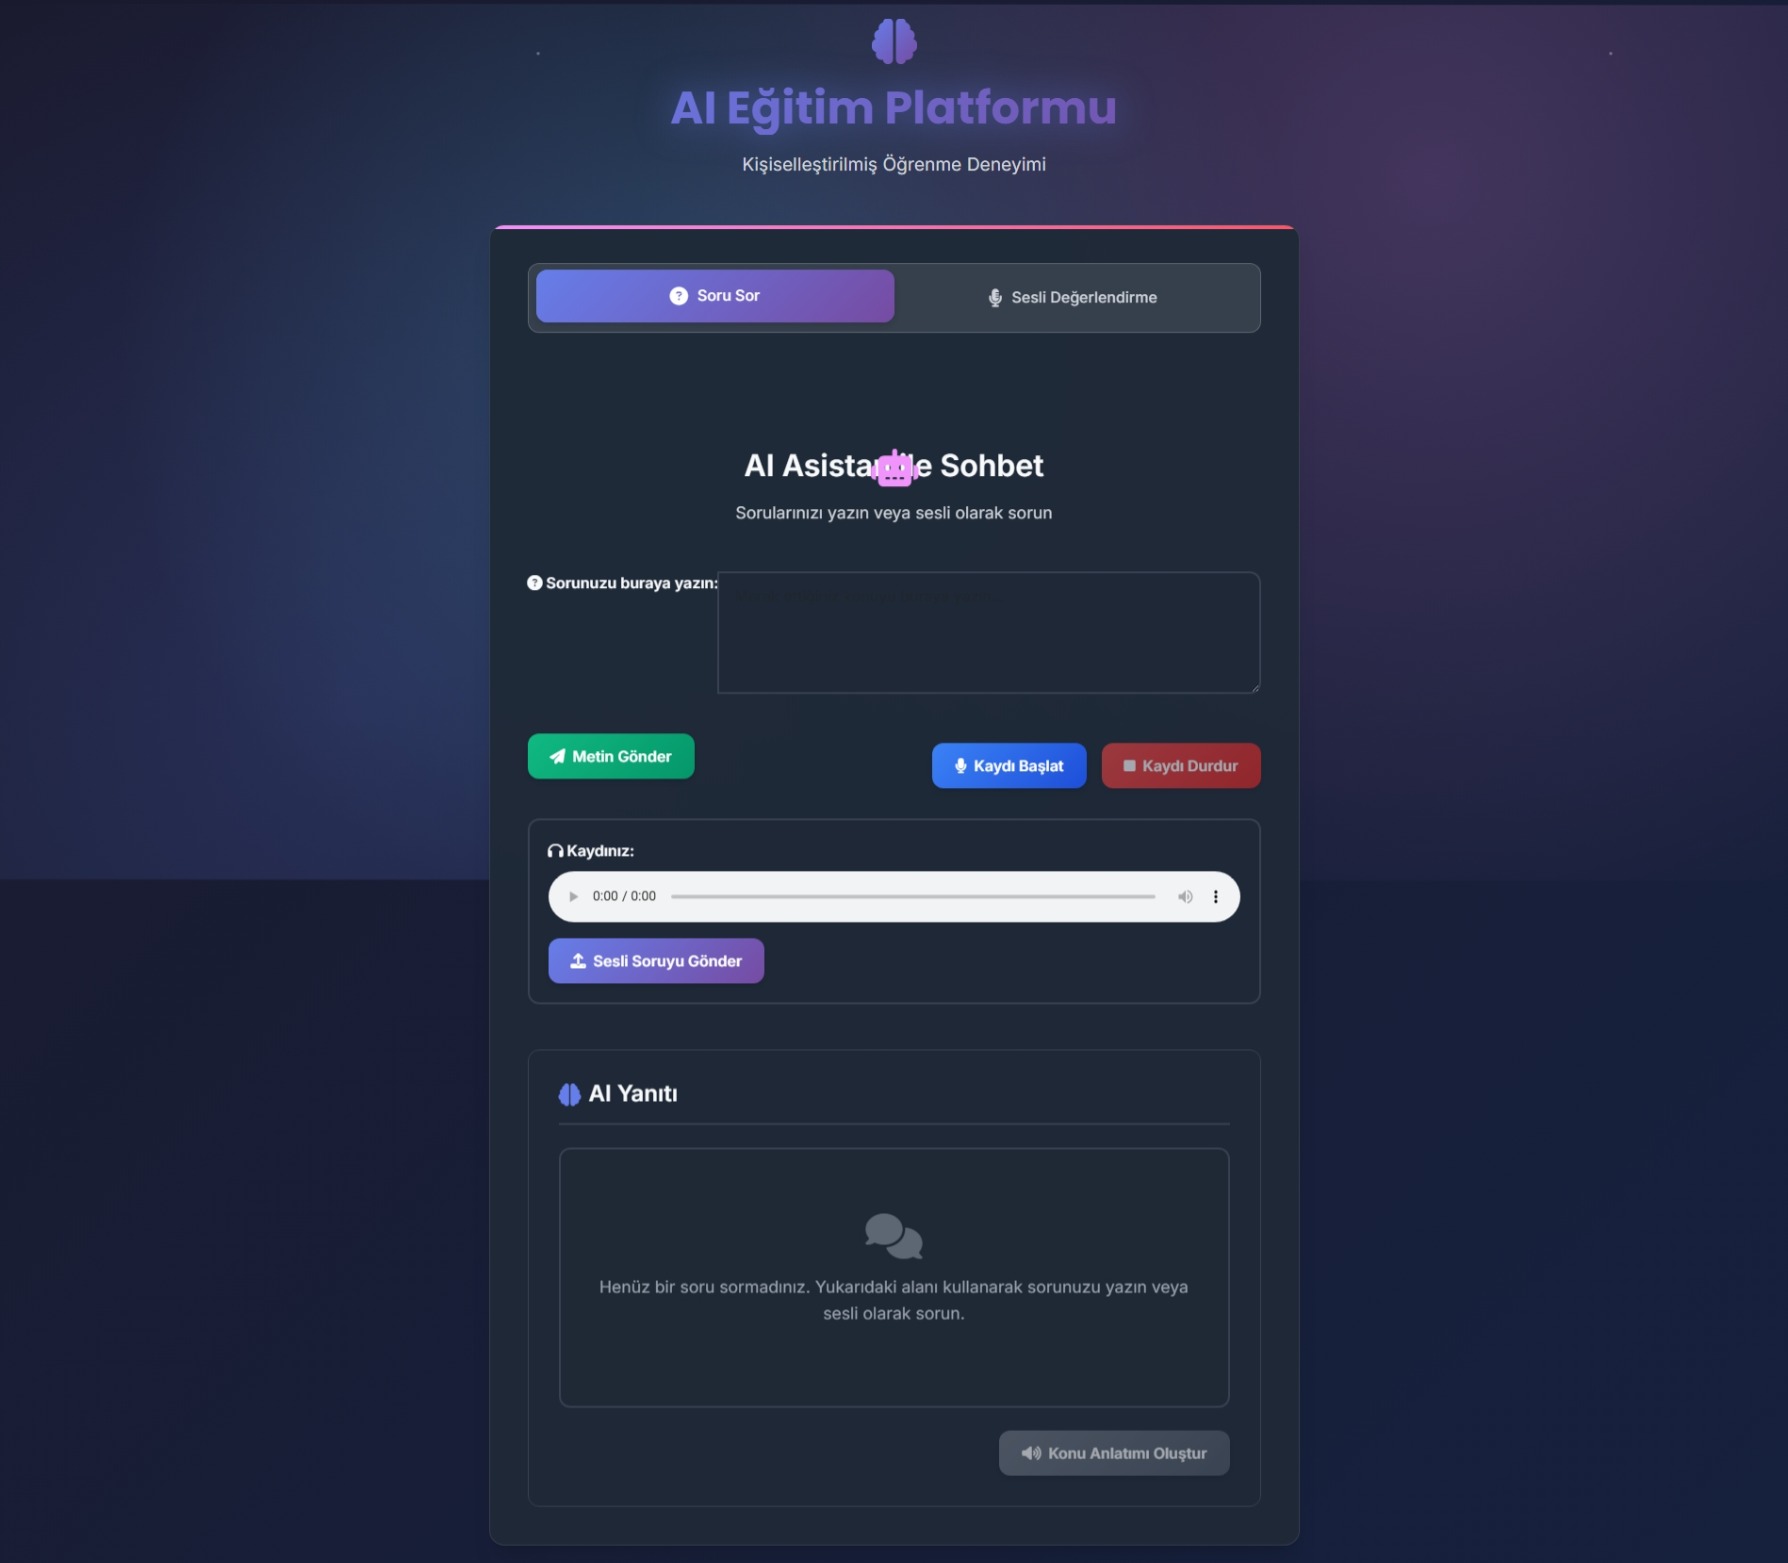 AI Eğitim Platformu
Kişiselleştirilmiş Öğrenme Deneyimi
Soru Sor
Sesli Değerlendirme
AI Asistan ile Sohbet
Sorularınızı yazın veya sesli olarak sorun
Sorunuzu buraya yazın:
Metin Gönder
Kaydı Başlat
Kaydı Durdur
Kaydınız:
0:00 / 0:00
Sesli Soruyu Gönder
AI Yanıtı
Henüz bir soru sormadınız. Yukarıdaki alanı kullanarak sorunuzu yazın veya
sesli olarak sorun.
Konu Anlatımı Oluştur